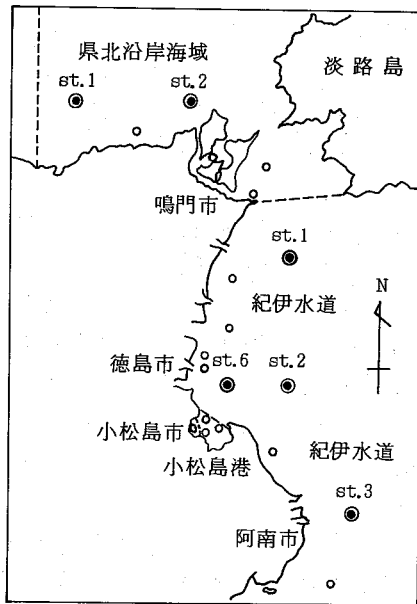 県北沿岸海域
淡路島
st.1
st.2
鳴門市
st.1
紀伊水道
N
徳島市
st.6
st.2
小松島市
小松島港
紀伊水道
st.3
阿南市